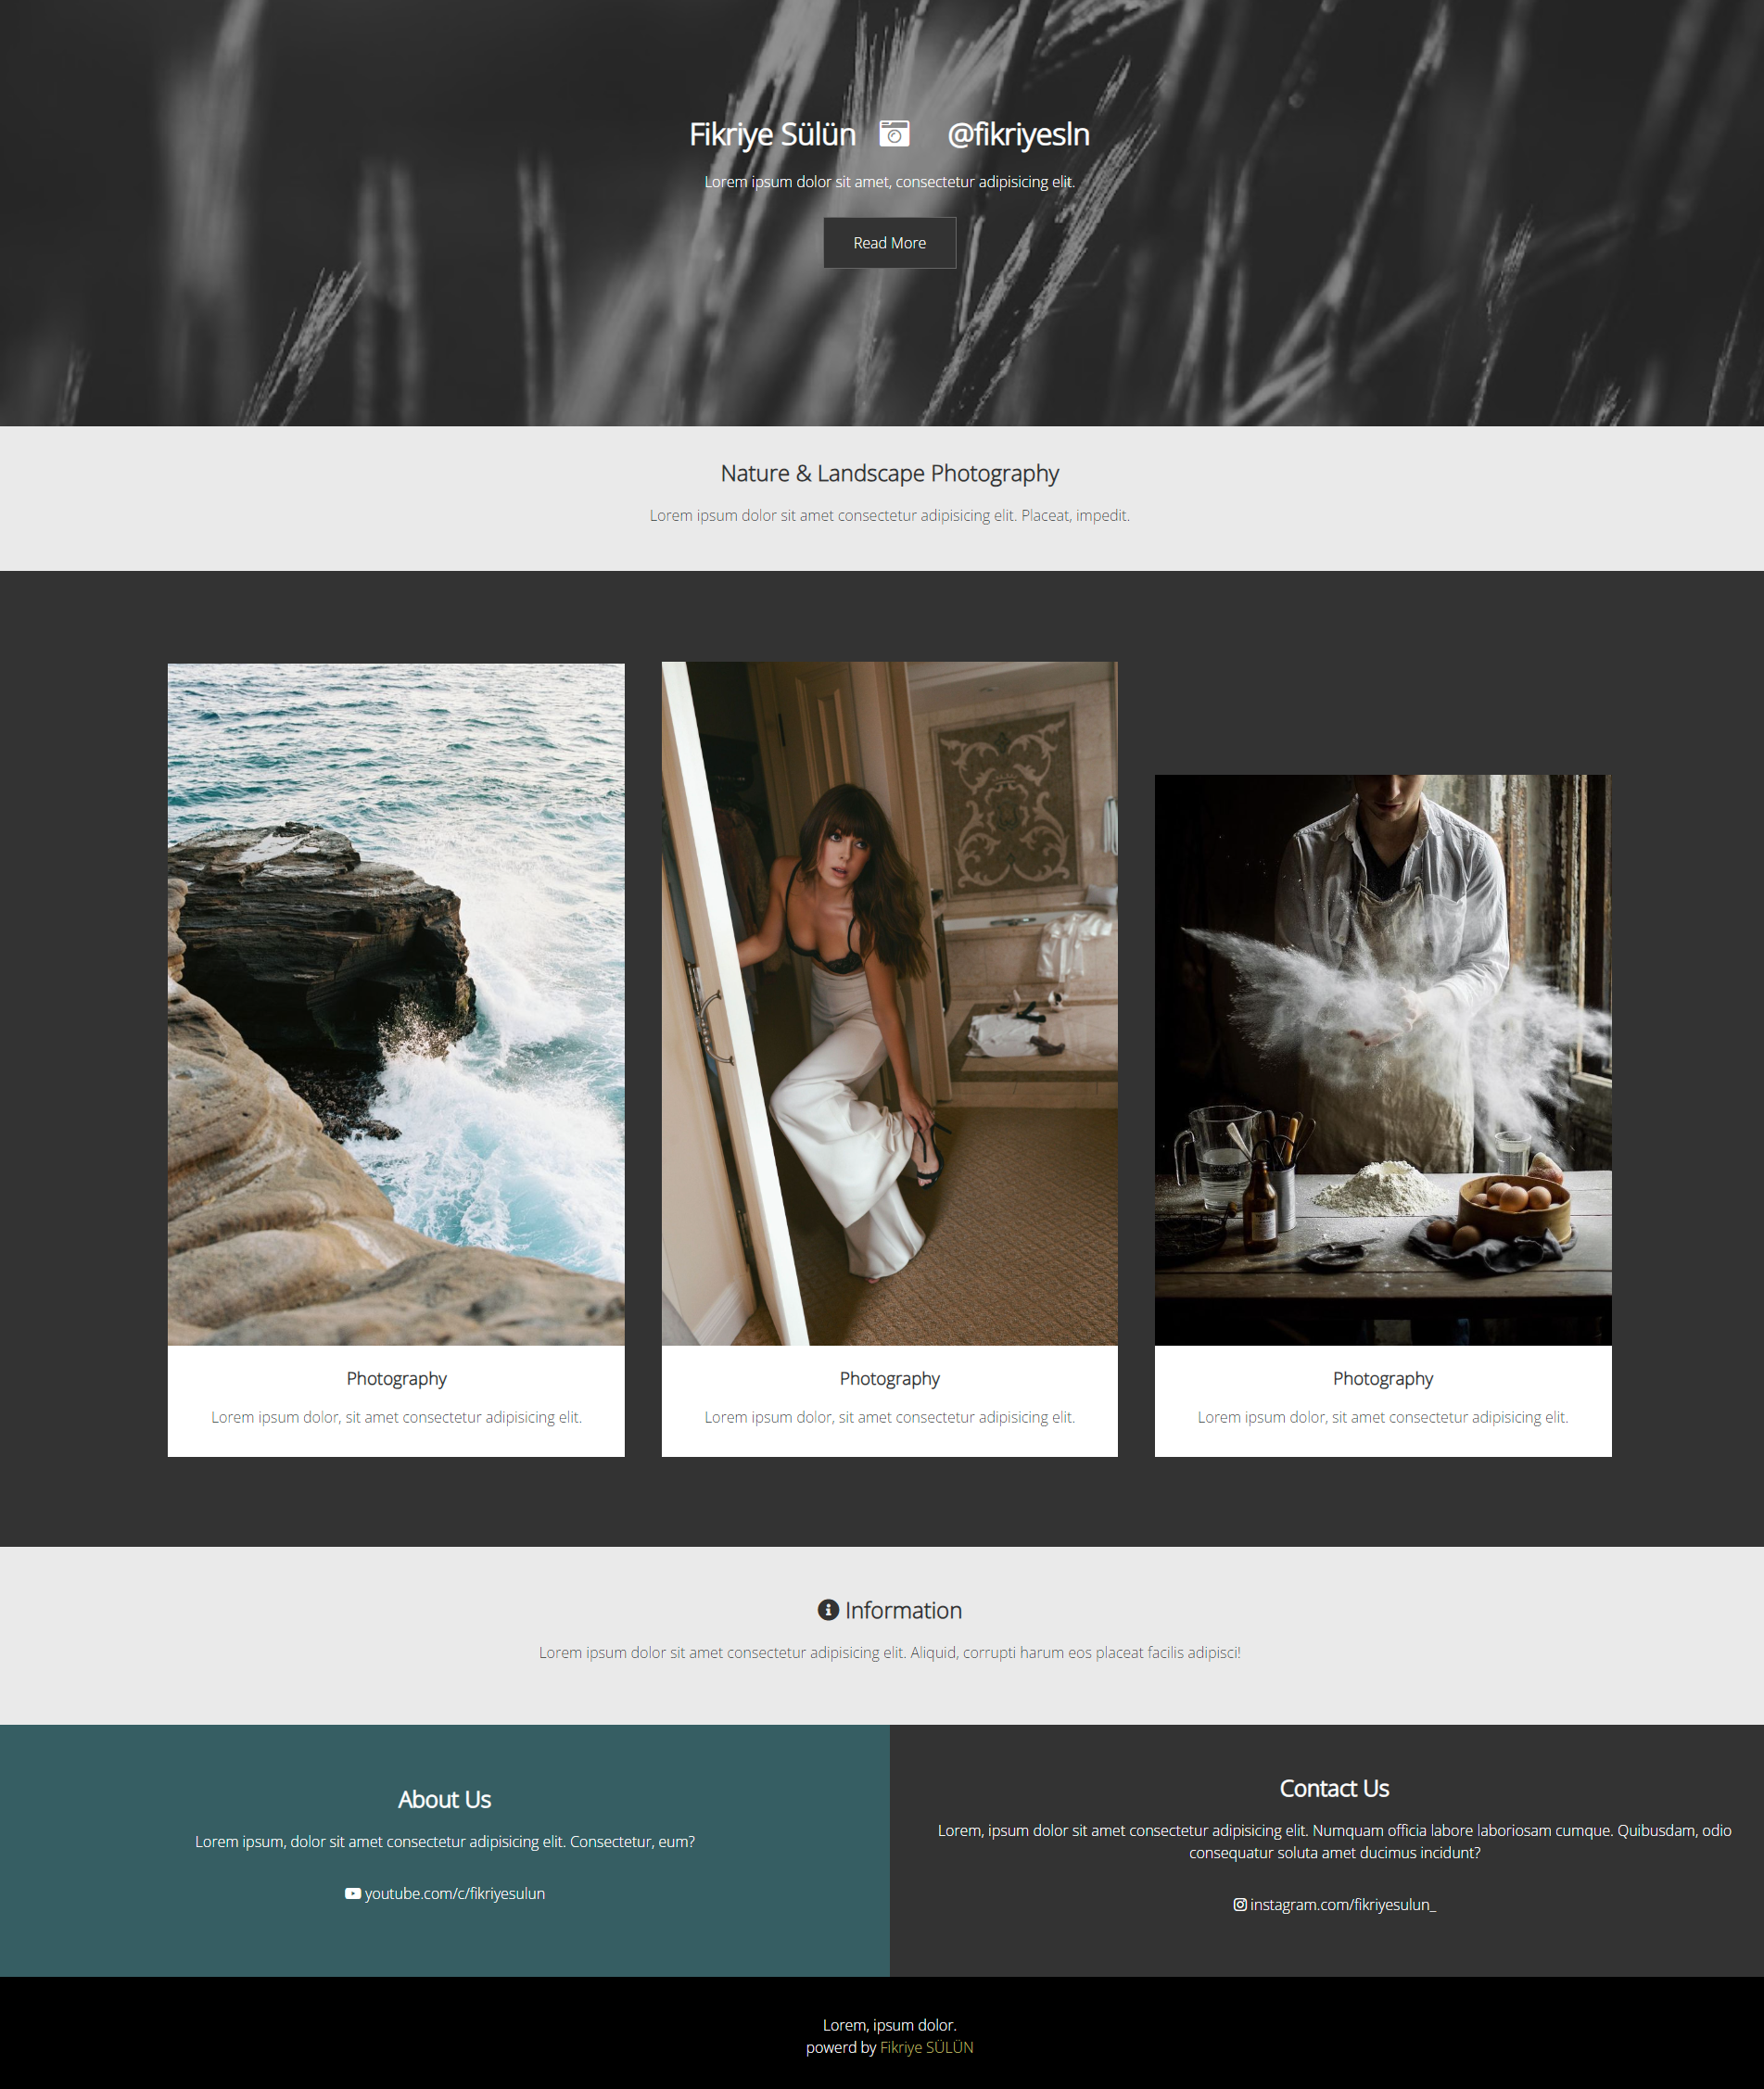 Fikriye Sülün @fikriyesln
Lorem ipsum dolor sit amet, consectetur adipisicing elit.
Read More
Nature & Landscape Photography
Lorem ipsum dolor sit amet consectetur adipisicing elit. Placeat, impedit.
Photography
Lorem ipsum dolor, sit amet consectetur adipisicing elit.
Photography
Lorem ipsum dolor, sit amet consectetur adipisicing elit.
Photography
Lorem ipsum dolor, sit amet consectetur adipisicing elit.
Information
Lorem ipsum dolor sit amet consectetur adipisicing elit. Aliquid, corrupti harum eos placeat facilis adipisci!
About Us
Lorem ipsum, dolor sit amet consectetur adipisicing elit. Consectetur, eum?
youtube.com/c/fikriyesulun
Contact Us
Lorem, ipsum dolor sit amet consectetur adipisicing elit. Numquam officia labore laboriosam cumque. Quibusdam, odio
consequatur soluta amet ducimus incidunt?
instagram.com/fikriyesulun_
Lorem, ipsum dolor.
powerd by Fikriye SÜLÜN